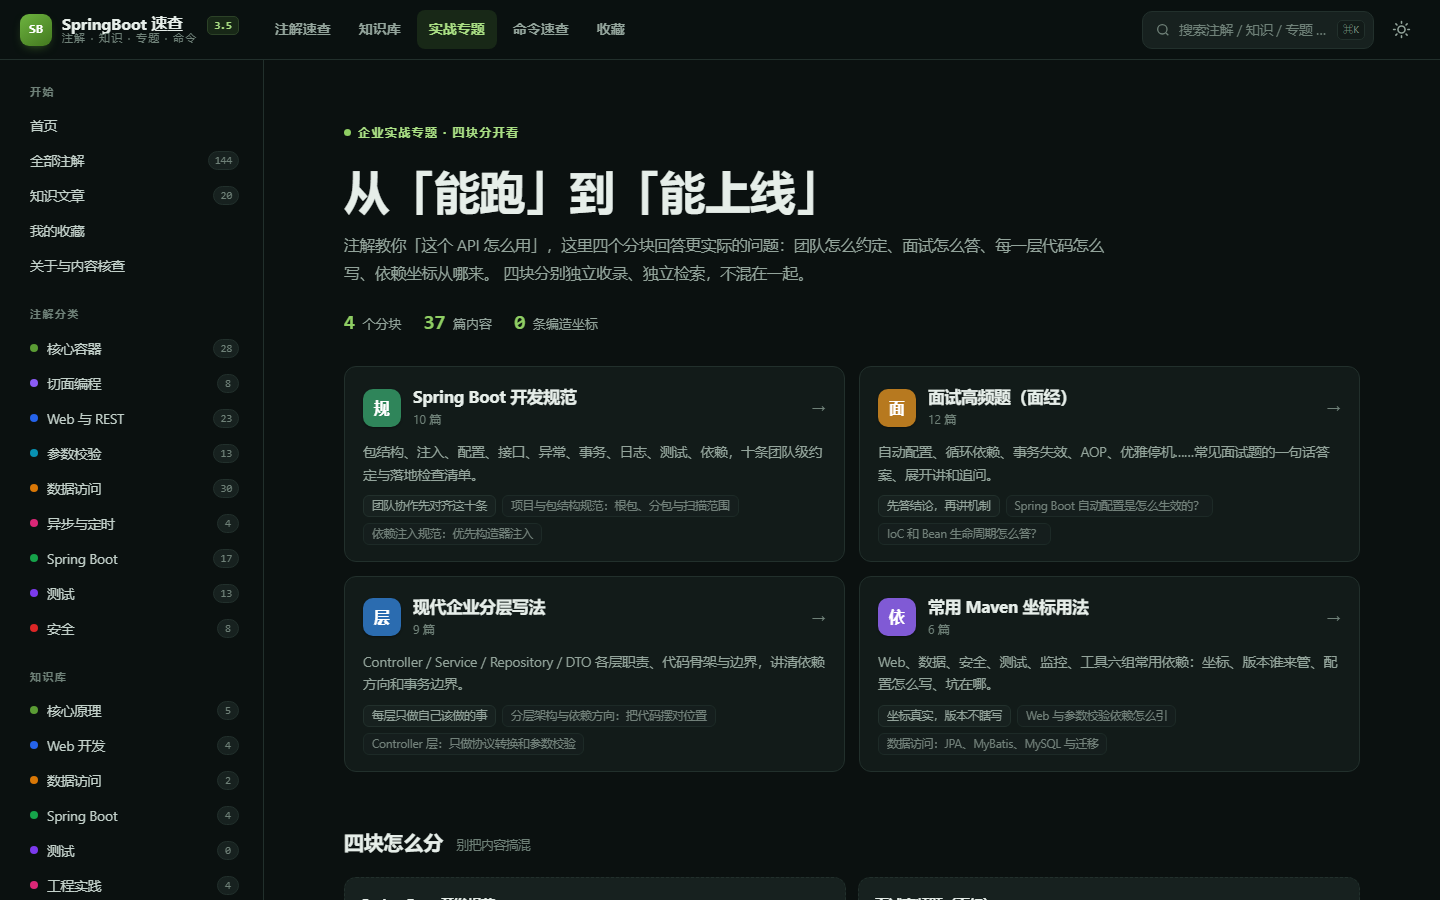 SB
SpringBoot 速查
3.5
注解 · 知识 · 专题 · 命令
注解速查
知识库
实战专题
命令速查
收藏
搜索注解 / 知识 / 专题 ...
⌘K
开始
首页
全部注解 144
知识文章 20
我的收藏
关于与内容核查
注解分类
核心容器 28
切面编程 8
Web 与 REST 23
参数校验 13
数据访问 30
异步与定时 4
Spring Boot 17
测试 13
安全 8
知识库
核心原理 5
Web 开发 4
数据访问 2
Spring Boot 4
测试 0
工程实践 4
企业实战专题 · 四块分开看
从「能跑」到「能上线」
注解教你「这个 API 怎么用」，这里四个分块回答更实际的问题：团队怎么约定、面试怎么答、每一层代码怎么
写、依赖坐标从哪来。 四块分别独立收录、独立检索，不混在一起。
4 个分块 37 篇内容 0 条编造坐标
规
Spring Boot 开发规范
10 篇
→
包结构、注入、配置、接口、异常、事务、日志、测试、依赖，十条团队级约
定与落地检查清单。
团队协作先对齐这十条
项目与包结构规范：根包、分包与扫描范围
依赖注入规范：优先构造器注入
面
面试高频题（面经）
12 篇
→
自动配置、循环依赖、事务失效、AOP、优雅停机……常见面试题的一句话答
案、展开讲和追问。
先答结论，再讲机制
Spring Boot 自动配置是怎么生效的？
IoC 和 Bean 生命周期怎么答？
层
现代企业分层写法
9 篇
→
Controller / Service / Repository / DTO 各层职责、代码骨架与边界，讲清依赖
方向和事务边界。
每层只做自己该做的事
分层架构与依赖方向：把代码摆对位置
Controller 层：只做协议转换和参数校验
依
常用 Maven 坐标用法
6 篇
→
Web、数据、安全、测试、监控、工具六组常用依赖：坐标、版本谁来管、配
置怎么写、坑在哪。
坐标真实，版本不瞎写
Web 与参数校验依赖怎么引
数据访问：JPA、MyBatis、MySQL 与迁移
四块怎么分 别把内容搞混